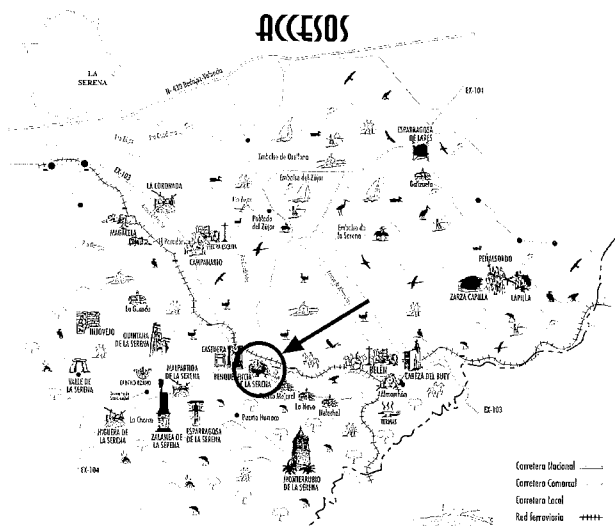 ACCESOS
LA
SERENA
N-430 Badajoz Valencia
EX-104
ESPARRAGOSA
DE LARES
Embalse de Orellana
EX-103
Galizuela
Embalse del Zújar
LA CORONADA
Poblado
del Zújar
Embalse de
la Serena
MAGACELA
CAMPANARIO
PEÑALSORDO
ZARZA CAPILLA
CAPILLA
La Guarda
QUINTANA
DE LA SERENA
CASTUERA
BENQUERENCIA
DE LA SERENA
MALPARTIDA
DE LA SERENA
VALLE DE
LA SERENA
BELEN
CABEZA DEL BUEY
Almorchón
La Nava
Helechal
Puerto Hurraco
HIGUERA DE
LA SERENA
ZALAMEA DE
LA SERENA
ESPARRAGOSA
DE LA SERENA
EX-103
MONTERRUBIO
DE LA SERENA
EX-104
Carretera Nacional
Carretera Comarcal
Carretera Local
Red Ferroviaria